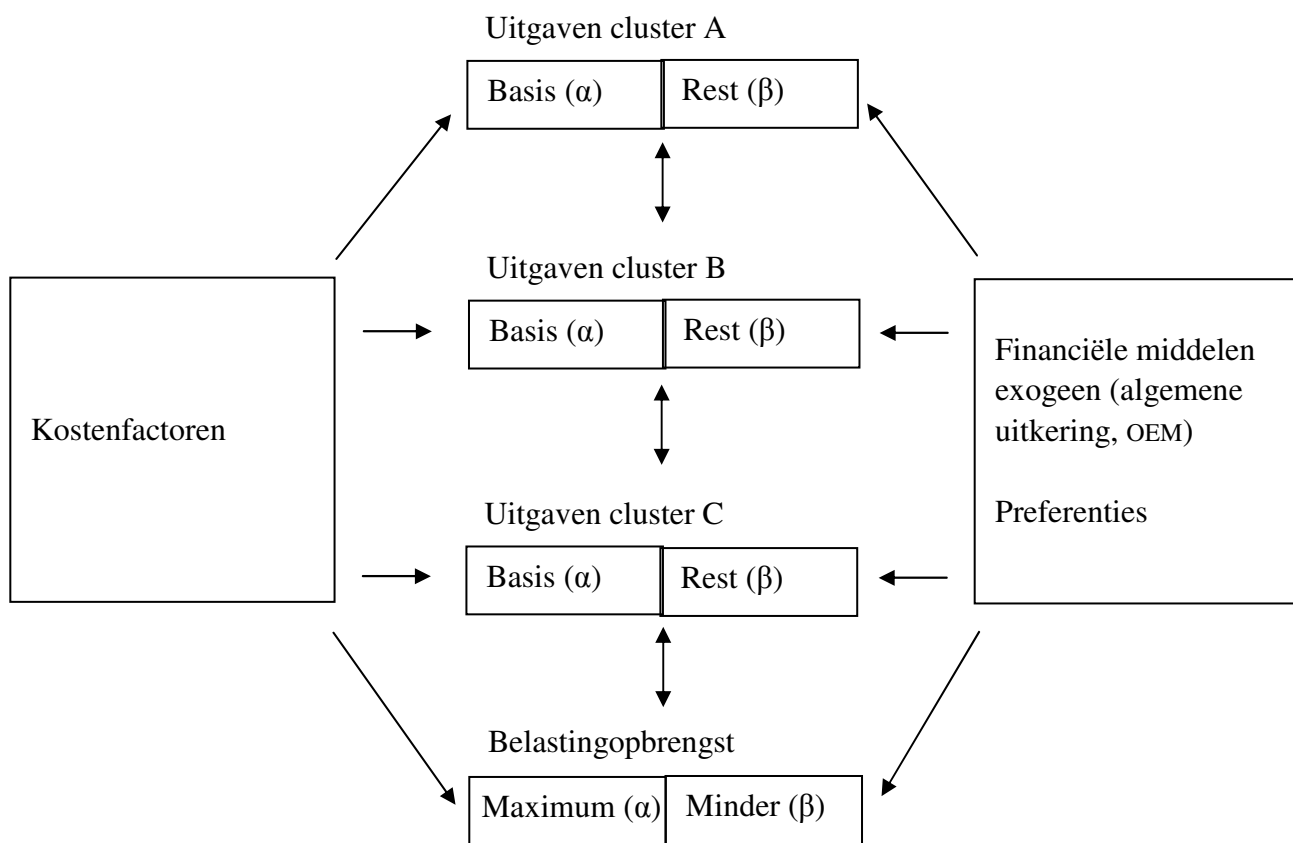 Uitgaven cluster A
Basis (α) Rest (β)
Uitgaven cluster B
Basis (α) Rest (β)
Kostenfactoren
Financiële middelen
exogeen (algemene
uitkering, OEM)
Preferenties
Uitgaven cluster C
Basis (α) Rest (β)
Belastingopbrengst
Maximum (α) Minder (β)